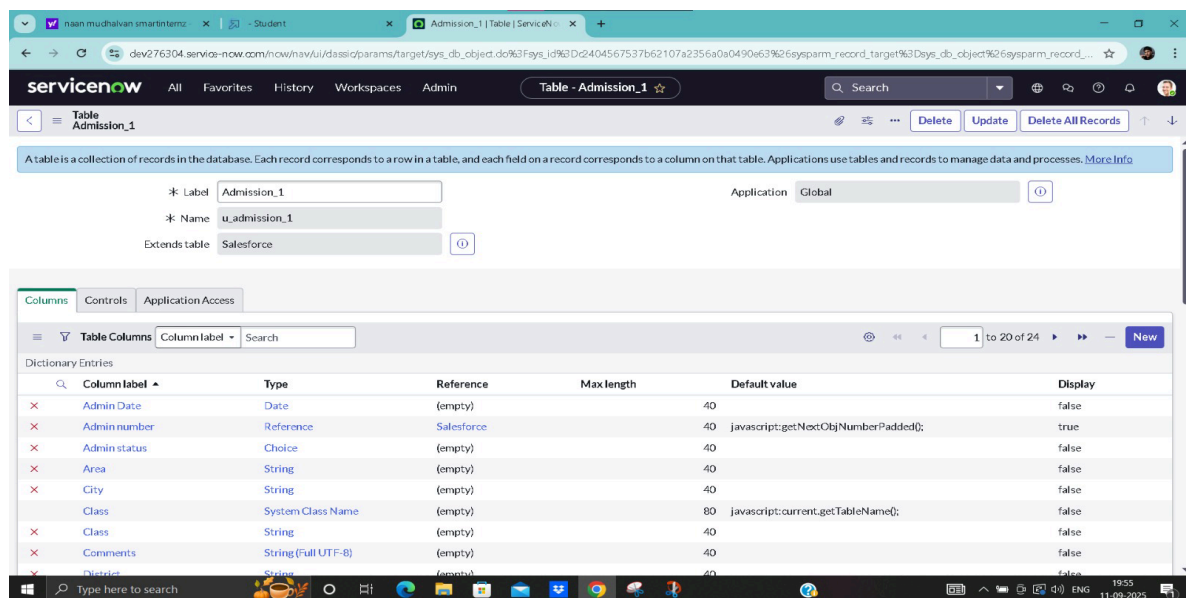 naan mudhalvan smartinternz - × - Student × Admission_1 | Table | ServiceNo × +
dev276304.service-now.com/now/nav/ui/classic/params/target/sys_db_object.do%3Fsys_id%3Dc2404567537b62107a2356a0a0490e63%26sysparm_record_target%3Dsys_db_object%26sysparm_record_...
servicenow All Favorites History Workspaces Admin Table - Admission_1 ☆ Search
Table
Admission_1
Delete Update Delete All Records
A table is a collection of records in the database. Each record corresponds to a row in a table, and each field on a record corresponds to a column on that table. Applications use tables and records to manage data and processes. More Info
* Label Admission_1 Application Global
* Name u_admission_1
Extends table Salesforce
Columns Controls Application Access
Table Columns Column label Search 1 to 20 of 24 New
Dictionary Entries
Column label ▲ Type Reference Max length Default value Display
× Admin Date Date (empty) 40 false
× Admin number Reference Salesforce 40 javascript:getNextObjNumberPadded(); true
× Admin status Choice (empty) 40 false
× Area String (empty) 40 false
× City String (empty) 40 false
Class System Class Name (empty) 80 javascript:current.getTableName(); false
× Class String (empty) 40 false
× Comments String (Full UTF-8) (empty) 40 false
× District String (empty) 40 false
Type here to search ENG 19:55
11-09-2025